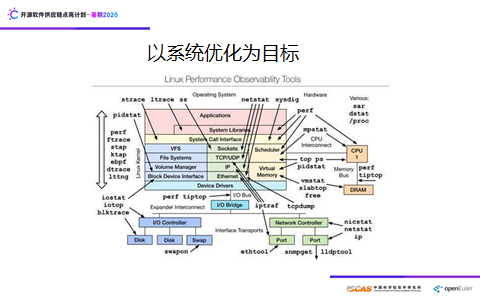 开源软件供应链点亮计划-暑期2020
以系统优化为目标
Linux Performance Observability Tools
Operating System
Hardware
Various:
strace ltrace ss
netstat sysdig
perf
sar
dstat
/proc
pidstat
Applications
System Libraries
System Call Interface
mpstat
CPU
Interconnect
Linux Kernel
perf
ftrace
stap
ktap
ebpf
dtrace
lttng
VFS
Sockets
Scheduler
File Systems
TCP/UDP
Volume Manager
IP
Virtual
Memory
Block Device Interface
Ethernet
Device Drivers
top ps
pidstat
CPU
1
Memory
Bus
perf
tiptop
vmstat
slabtop
free
DRAM
iostat
iotop
blktrace
perf tiptop
I/O Bus
Expander Interconnect
I/O Bridge
iptraf
tcpdump
I/O Controller
Network Controller
nicstat
netstat
ip
Disk
Disk
Swap
Interface Transports
Port
Port
swapon
ethtool
snmpget
lldptool
ISCAS
中国科学院软件研究所
openEuler